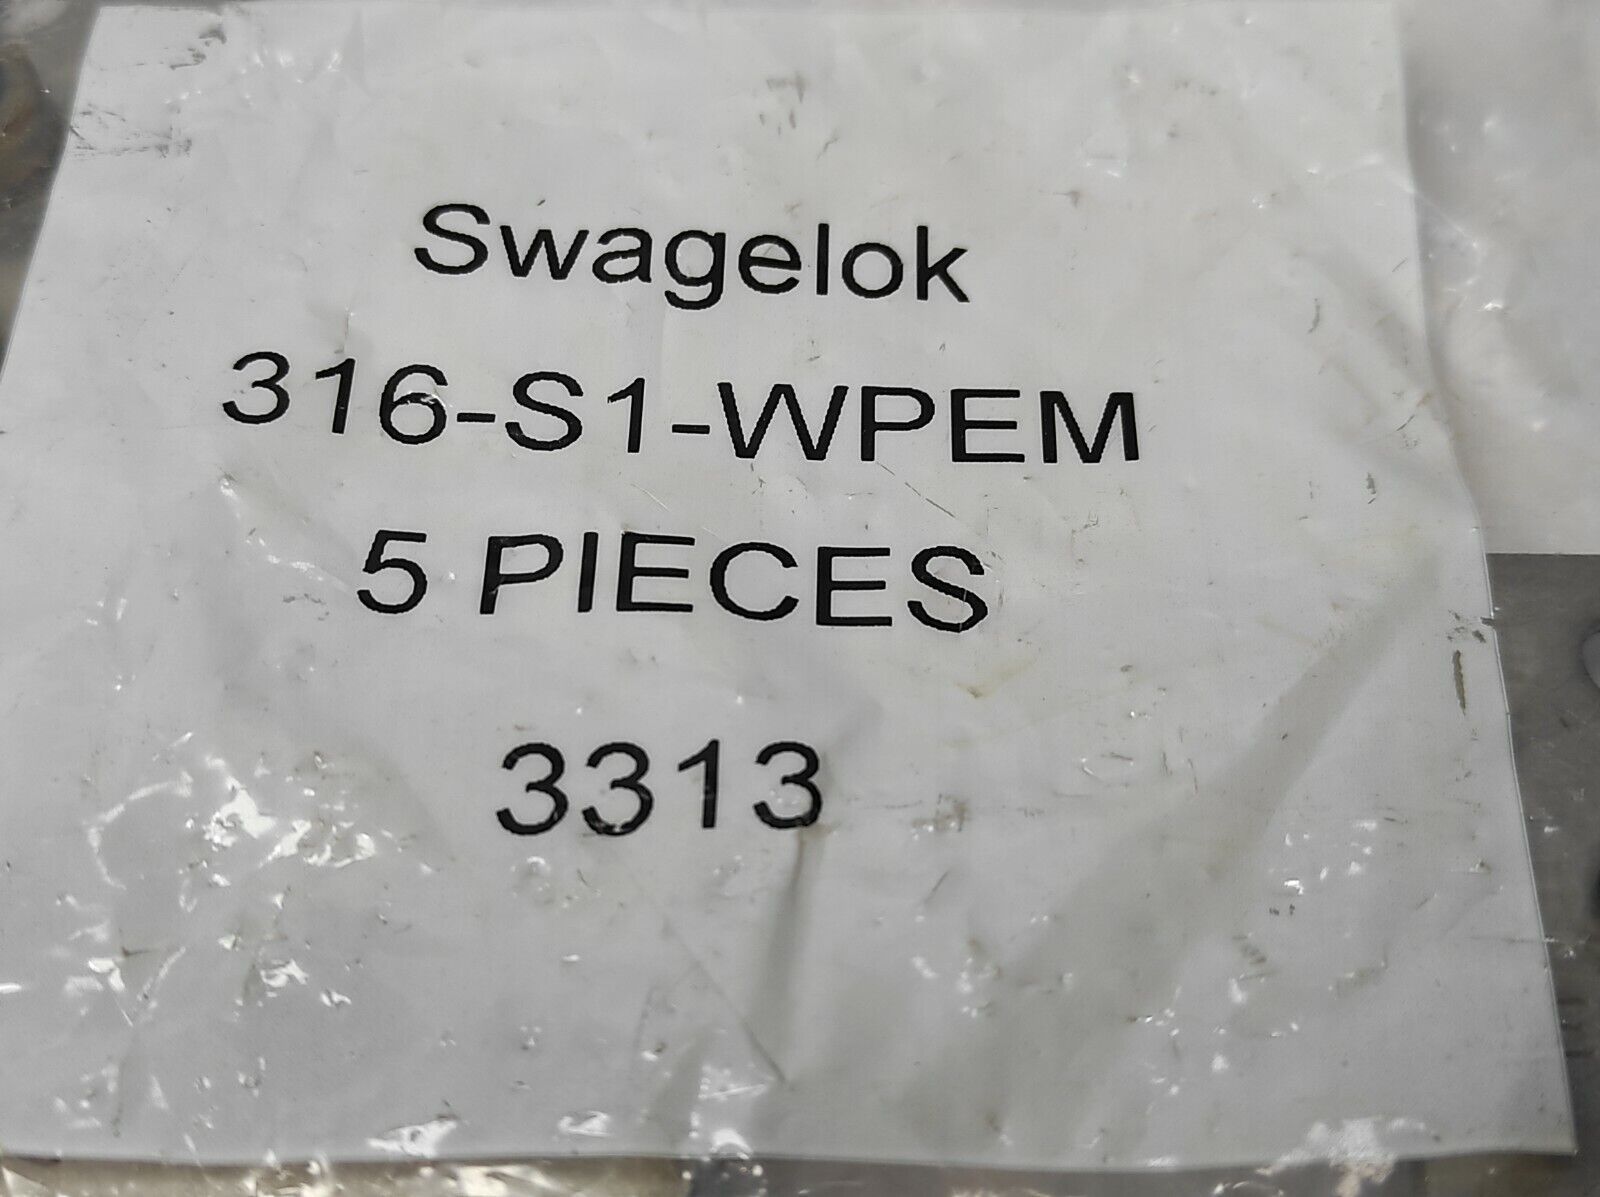 Swagelok
316-S1-WPEM
5 PIECES
3313